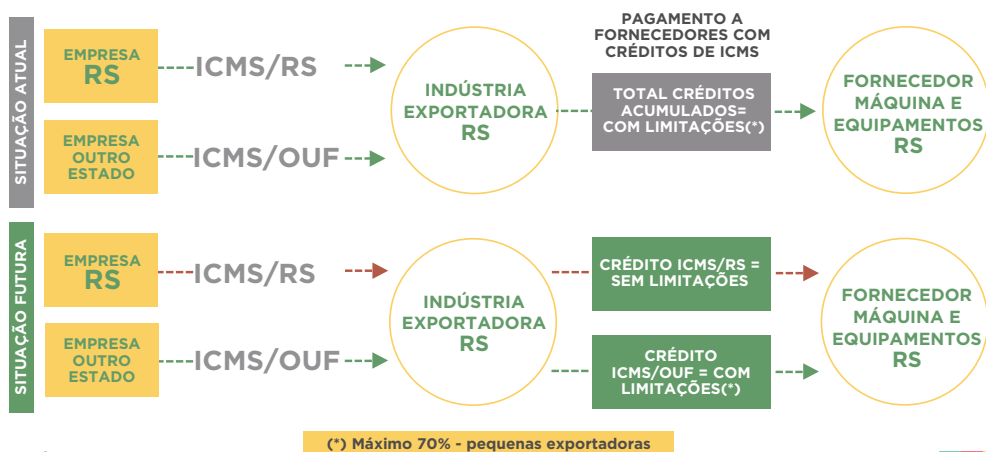 SITUAÇÃO ATUAL
EMPRESA
RS
ICMS/RS
EMPRESA
OUTRO
ESTADO
ICMS/OUF
INDÚSTRIA
EXPORTADORA
RS
PAGAMENTO A
FORNECEDORES COM
CRÉDITOS DE ICMS
TOTAL CRÉDITOS
ACUMULADOS=
COM LIMITAÇÕES(*)
FORNECEDOR
MÁQUINA E
EQUIPAMENTOS
RS
SITUAÇÃO FUTURA
EMPRESA
RS
ICMS/RS
EMPRESA
OUTRO
ESTADO
ICMS/OUF
INDÚSTRIA
EXPORTADORA
RS
CRÉDITO ICMS/RS =
SEM LIMITAÇÕES
CRÉDITO
ICMS/OUF = COM
LIMITAÇÕES(*)
FORNECEDOR
MÁQUINA E
EQUIPAMENTOS
RS
(*) Máximo 70% - pequenas exportadoras